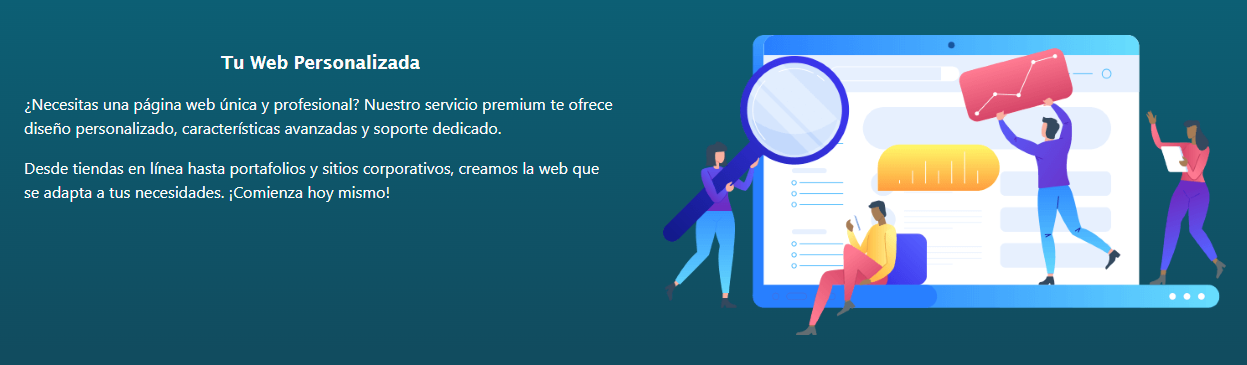 Tu Web Personalizada
¿Necesitas una página web única y profesional? Nuestro servicio premium te ofrece
diseño personalizado, características avanzadas y soporte dedicado.
Desde tiendas en línea hasta portafolios y sitios corporativos, creamos la web que
se adapta a tus necesidades. ¡Comienza hoy mismo!